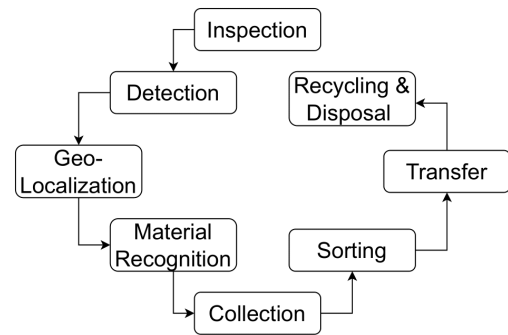 Inspection
Detection
Geo-
Localization
Material
Recognition
Collection
Sorting
Transfer
Recycling &
Disposal